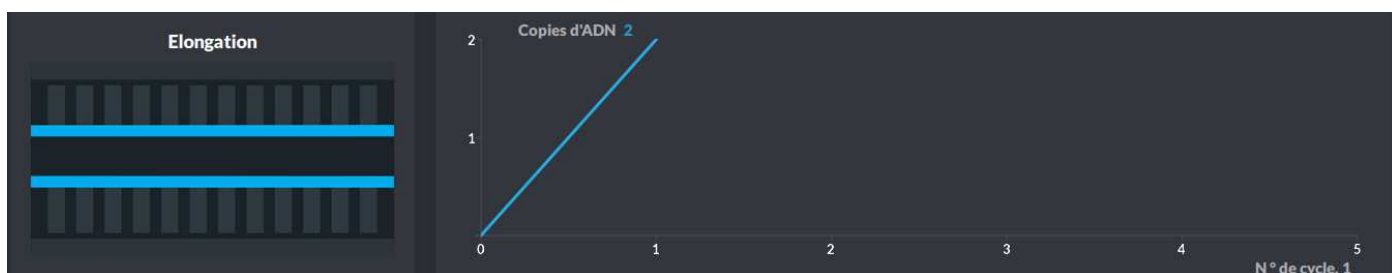 Elongation
Copies d'ADN 2
2
1
0 1 2 3 4 5
N° de cycle, 1